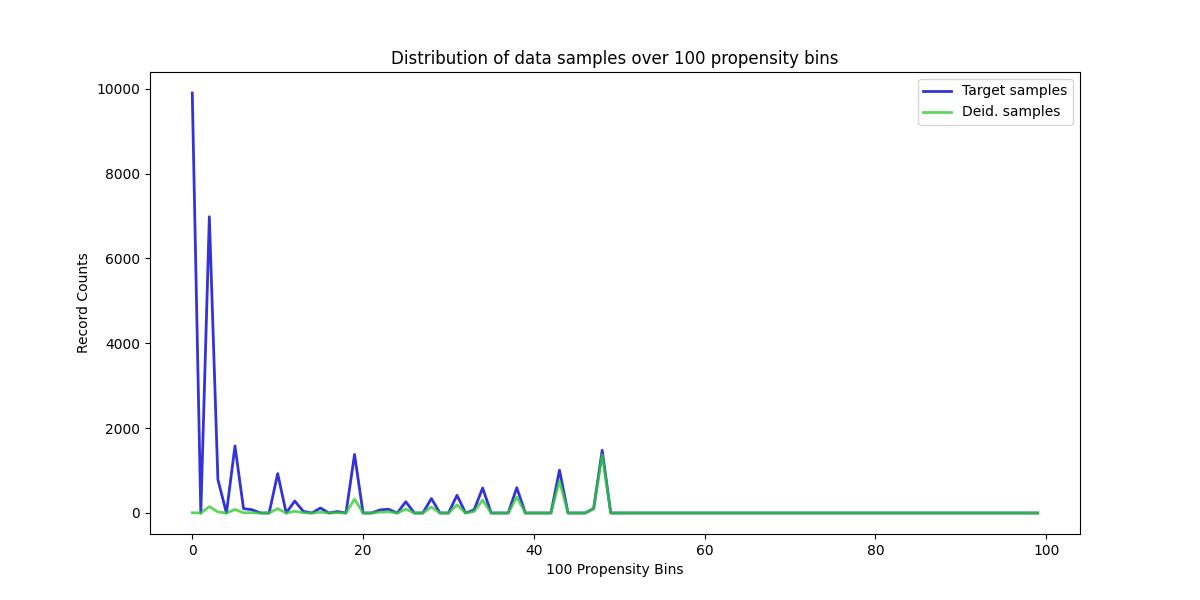 Distribution of data samples over 100 propensity bins
Target samples
Deid. samples
10000
8000
6000
4000
2000
0
Record Counts
0 20 40 60 80 100
100 Propensity Bins